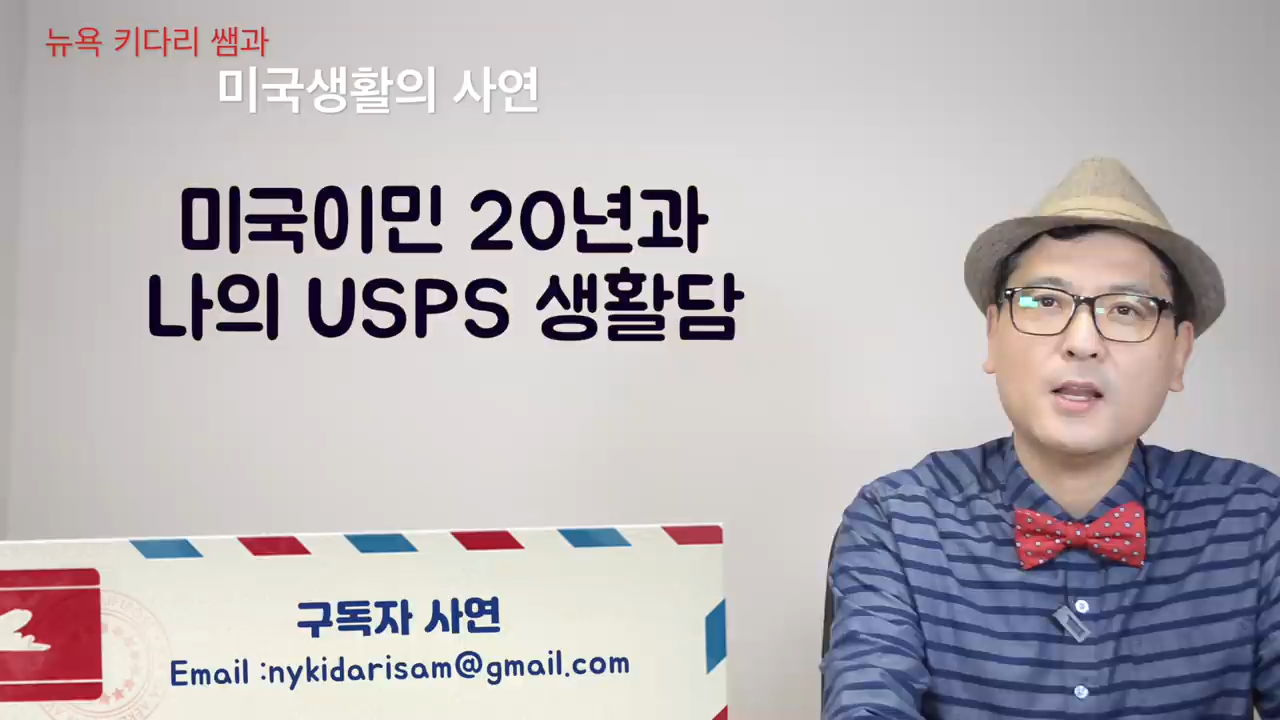 뉴욕 키다리 쌤과
미국생활의 사연
미국이민 20년과
나의 USPS 생활담
구독자 사연
Email :nykidarisam@gmail.com